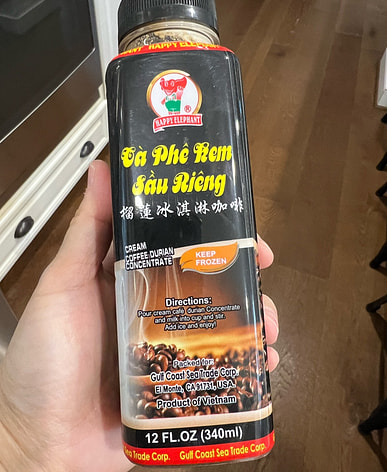 HAPPY ELEPHANT
HAPPY ELEPHANT
®
Cà Phê Kem
Sầu Riêng
榴蓮冰淇淋咖啡
CREAM
COFFEE/DURIAN
CONCENTRATE
KEEP
FROZEN
Directions:
Pour cream cafe durian Concentrate
and milk into cup and stir.
Add ice and enjoy!
Packed for:
Gulf Coast SeaTrade Corp.
El Monte, CA 91731, USA.
Product of Vietnam
12 FL.OZ (340ml)
Sea Trade Corp. Gulf Coast Sea Trade Corp.